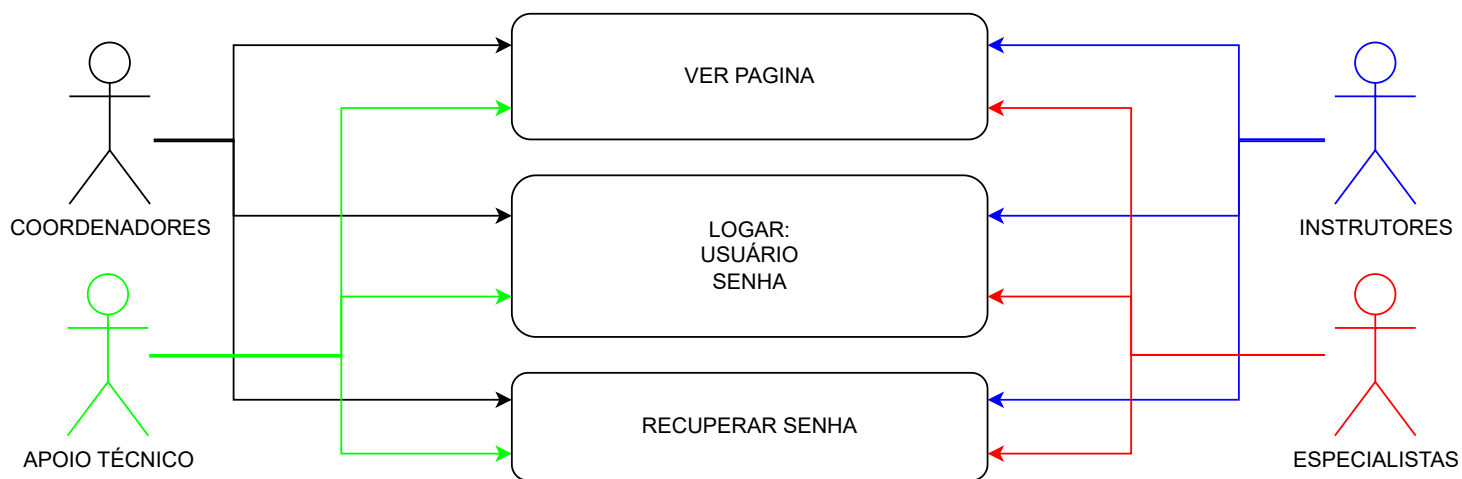 VER PAGINA
COORDENADORES
LOGAR:
USUÁRIO
SENHA
INSTRUTORES
RECUPERAR SENHA
APOIO TÉCNICO
ESPECIALISTAS